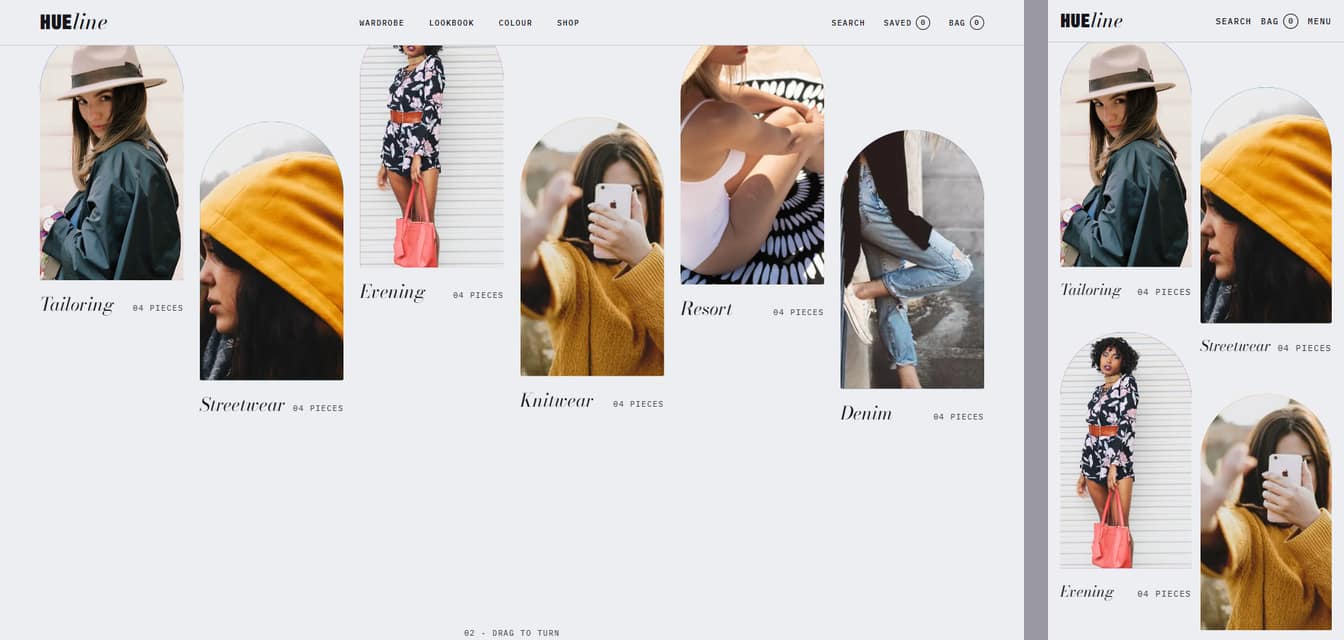 HUEline
WARDROBE LOOKBOOK COLOUR SHOP
SEARCH SAVED 0 BAG 0
Tailoring 04 PIECES
Streetwear 04 PIECES
Evening 04 PIECES
Knitwear 04 PIECES
Resort 04 PIECES
Denim 04 PIECES
02 - DRAG TO TURN
HUEline
SEARCH BAG 0 MENU
Tailoring 04 PIECES
Streetwear 04 PIECES
Evening 04 PIECES